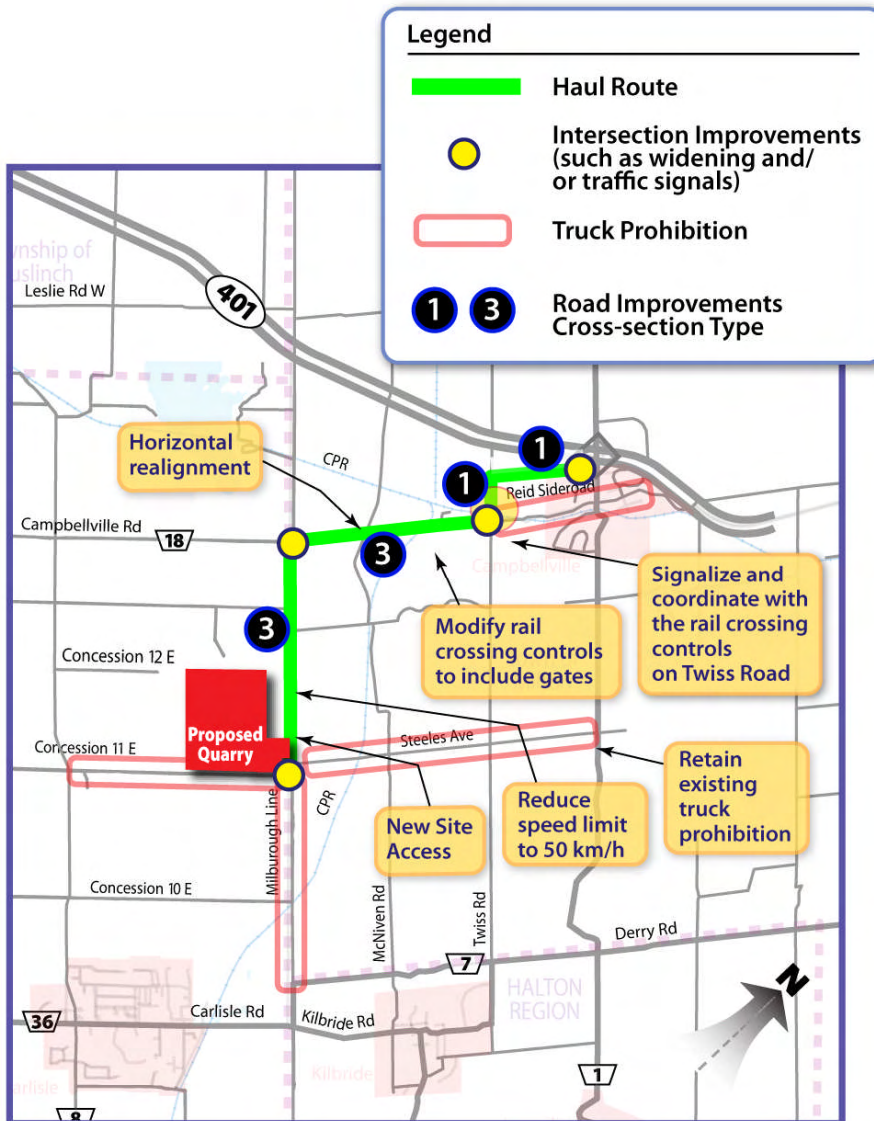 Legend
Haul Route
Intersection Improvements
(such as widening and/
or traffic signals)
Truck Prohibition
1 3 Road Improvements
Cross-section Type
wnship of
uslinch
Leslie Rd W
401
Horizontal
realignment
CPR
1
1
Reid Sideroad
Campbellville Rd
18
3
Campbellville
Signalize and
coordinate with
the rail crossing
controls
on Twiss Road
3
Modify rail
crossing controls
to include gates
Concession 12 E
Proposed
Quarry
Concession 11 E
Steeles Ave
Retain
existing
truck
prohibition
New Site
Access
Reduce
speed limit
to 50 km/h
Milburough Line
CPR
McNiven Rd
Twiss Rd
Concession 10 E
Derry Rd
7
HALTON
REGION
N
36
Carlisle Rd
Kilbride Rd
arlisle
Kilbride
1
8